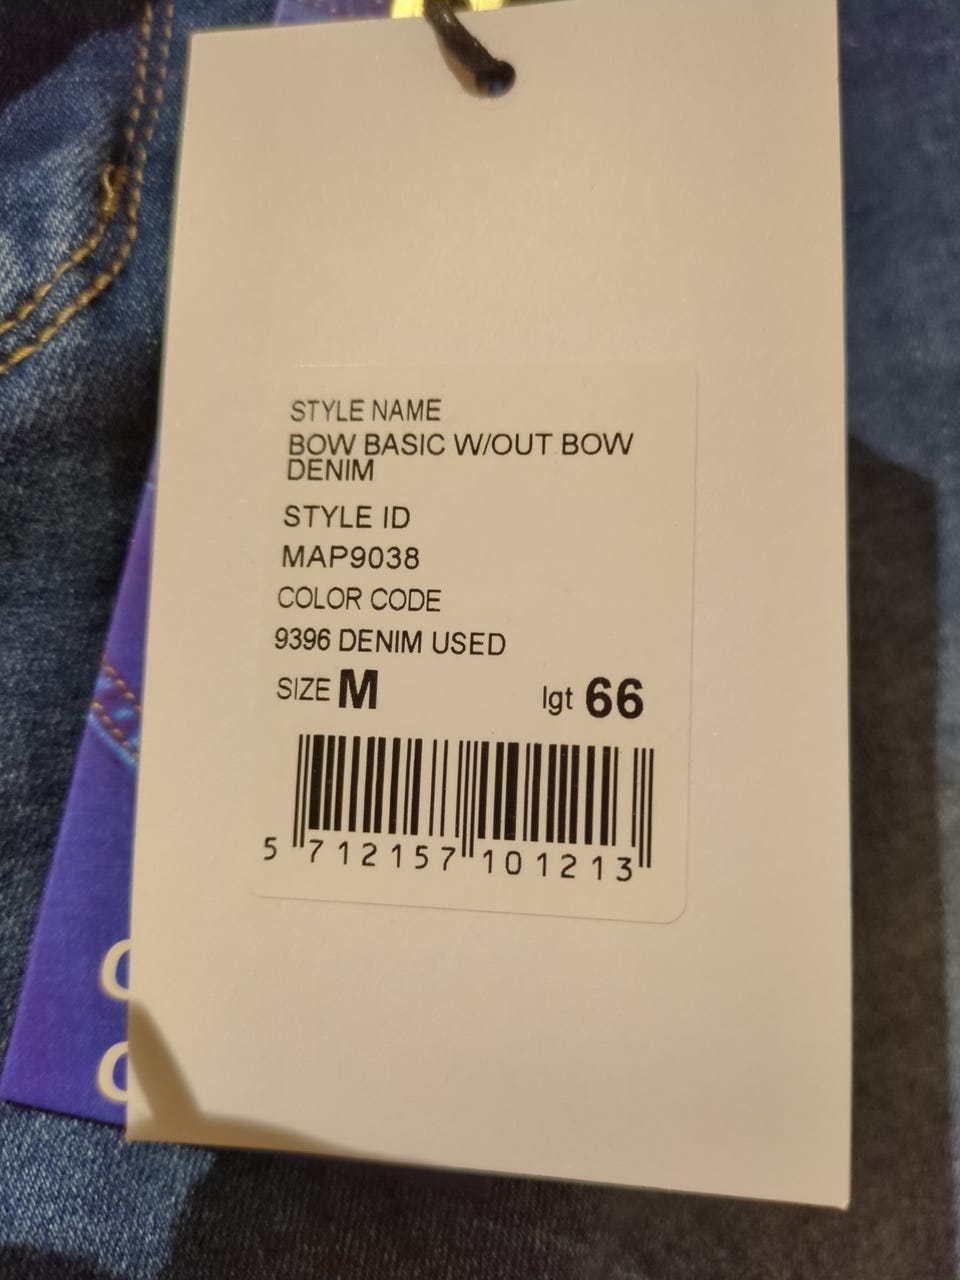 STYLE NAME
BOW BASIC W/OUT BOW
DENIM
STYLE ID
MAP9038
COLOR CODE
9396 DENIM USED
SIZE M lgt 66
5 712157 101213